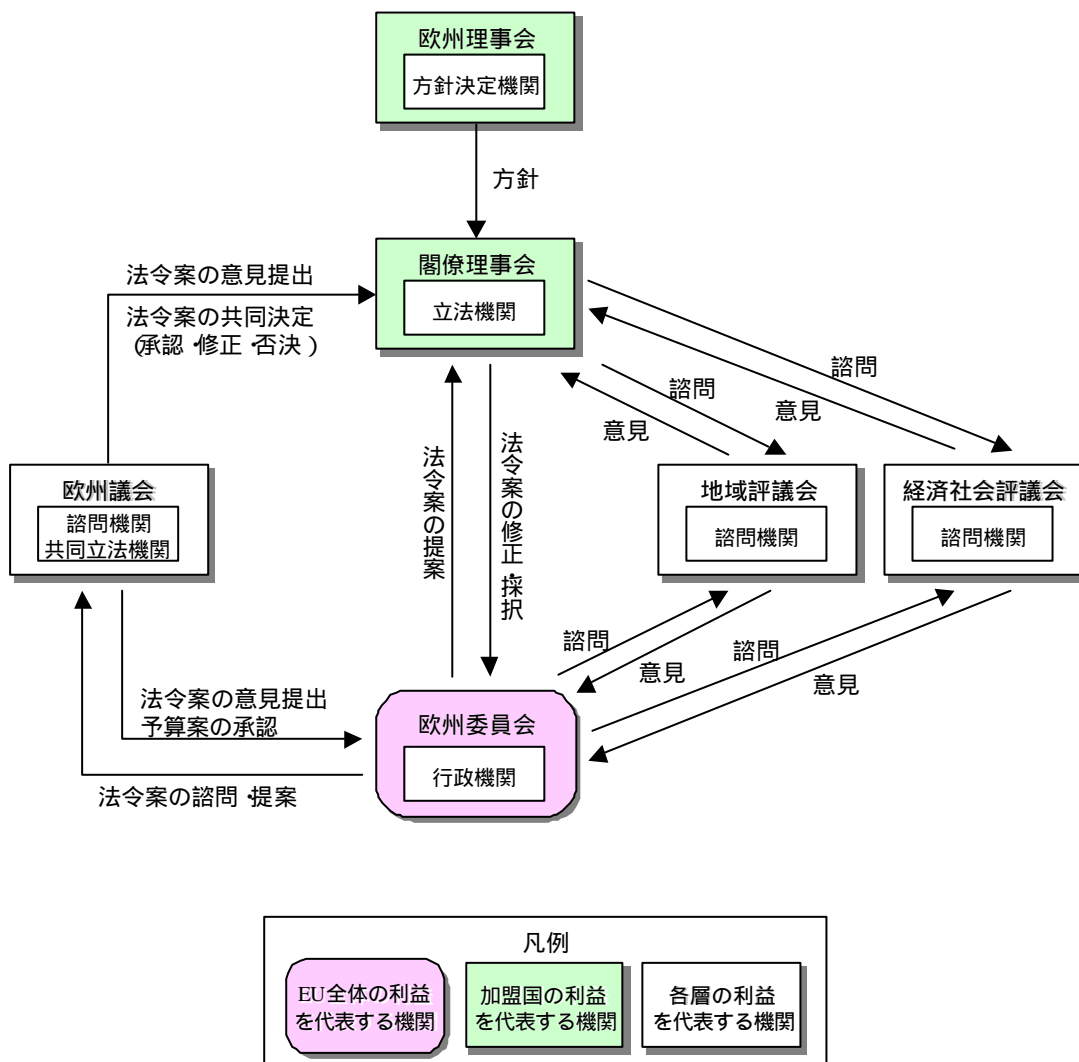 欧州理事会
方針決定機関
方針
閣僚理事会
立法機関
法令案の意見提出
法令案の共同決定
(承認・修正・否決)
諮問
意見
諮問
意見
法令案の提案
法令案の修正・採択
欧州議会
諮問機関
共同立法機関
地域評議会
諮問機関
経済社会評議会
諮問機関
諮問
意見
諮問
意見
法令案の意見提出
予算案の承認
欧州委員会
行政機関
法令案の諮問・提案
凡例
EU全体の利益
を代表する機関
加盟国の利益
を代表する機関
各層の利益
を代表する機関